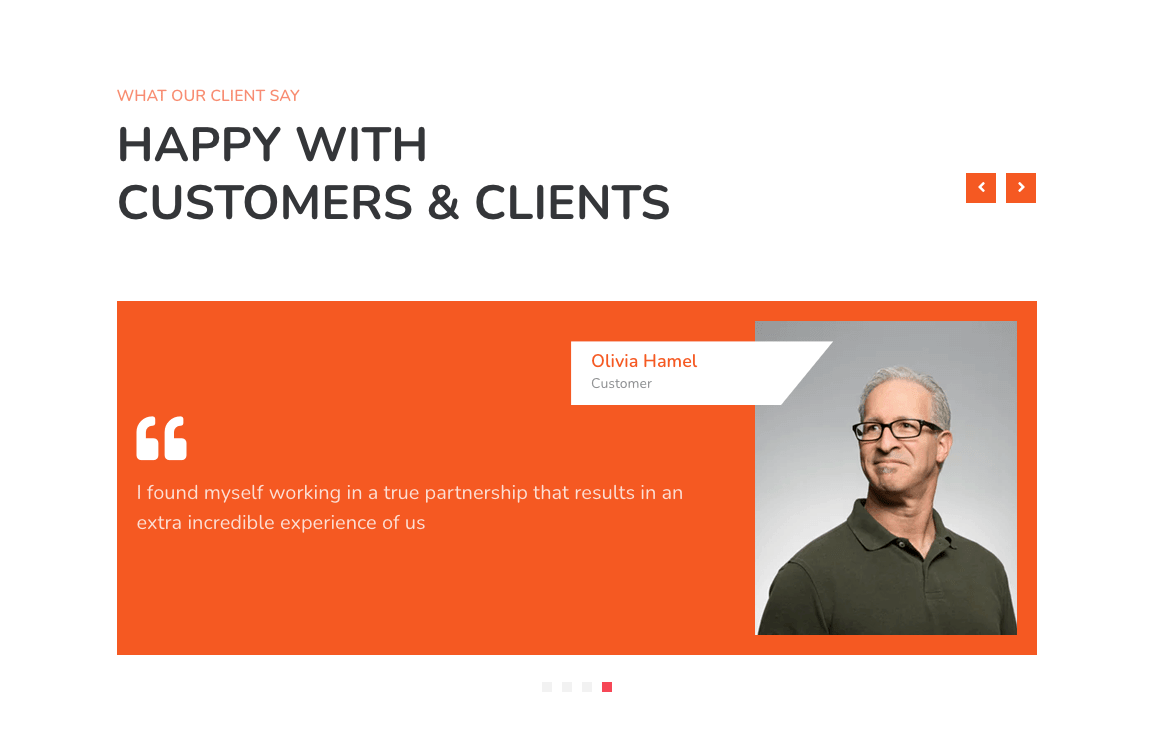 WHAT OUR CLIENT SAY
HAPPY WITH
CUSTOMERS & CLIENTS
Olivia Hamel
Customer
I found myself working in a true partnership that results in an
extra incredible experience of us